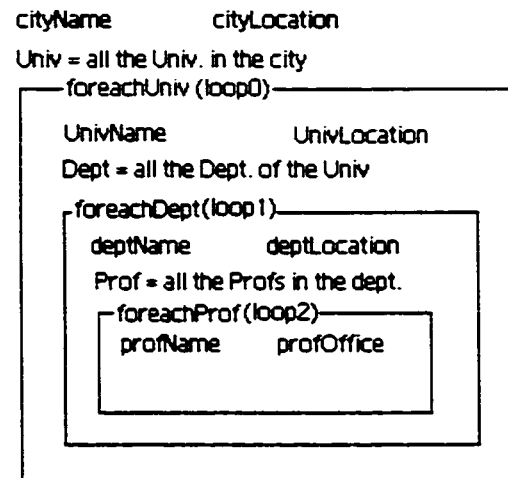 cityName cityLocation
Univ = all the Univ. in the city
foreachUniv (loop0)
UnivName UnivLocation
Dept = all the Dept. of the Univ
foreachDept(loop1)
deptName deptLocation
Prof = all the Profs in the dept.
foreachProf(loop2)
profName profOffice